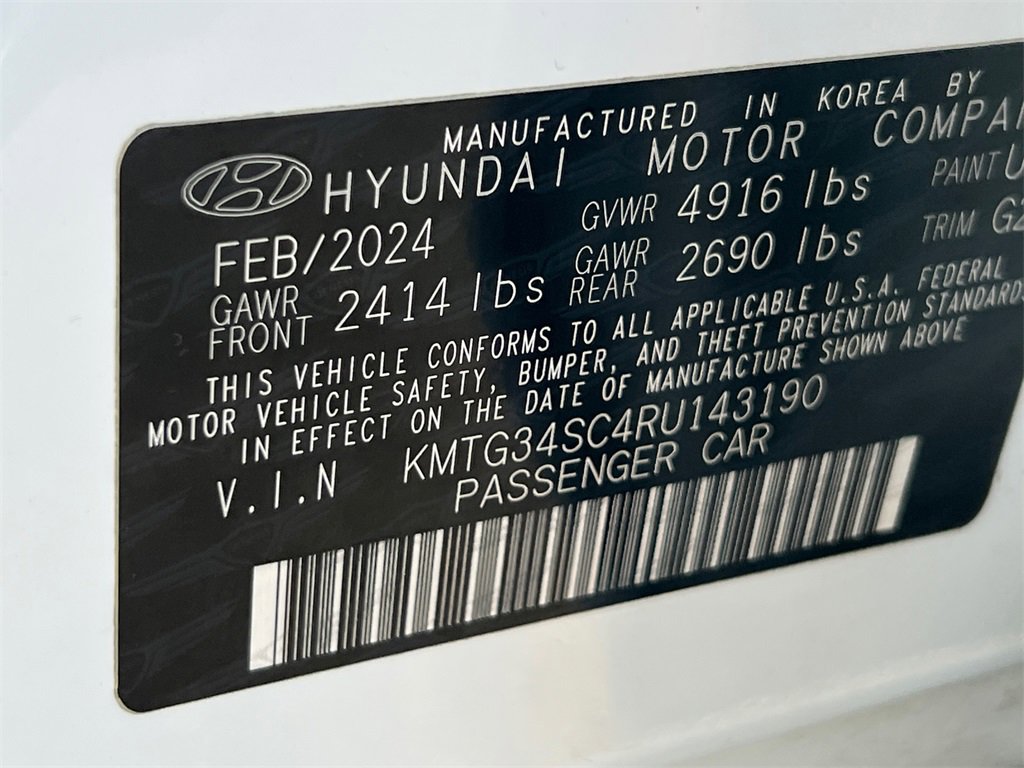 MANUFACTURED IN KOREA BY
HYUNDAI MOTOR
FEB/2024 GVWR 4916 lbs PAINT
GAWR FRONT 2414 lbs GAWR REAR 2690 lbs TRIM
THIS VEHICLE CONFORMS TO ALL APPLICABLE U.S.A. FEDERAL
MOTOR VEHICLE SAFETY, BUMPER, AND THEFT PREVENTION STANDARDS
IN EFFECT ON THE DATE OF MANUFACTURE SHOWN ABOVE
V.I.N KMTG34SC4RU143190
PASSENGER CAR